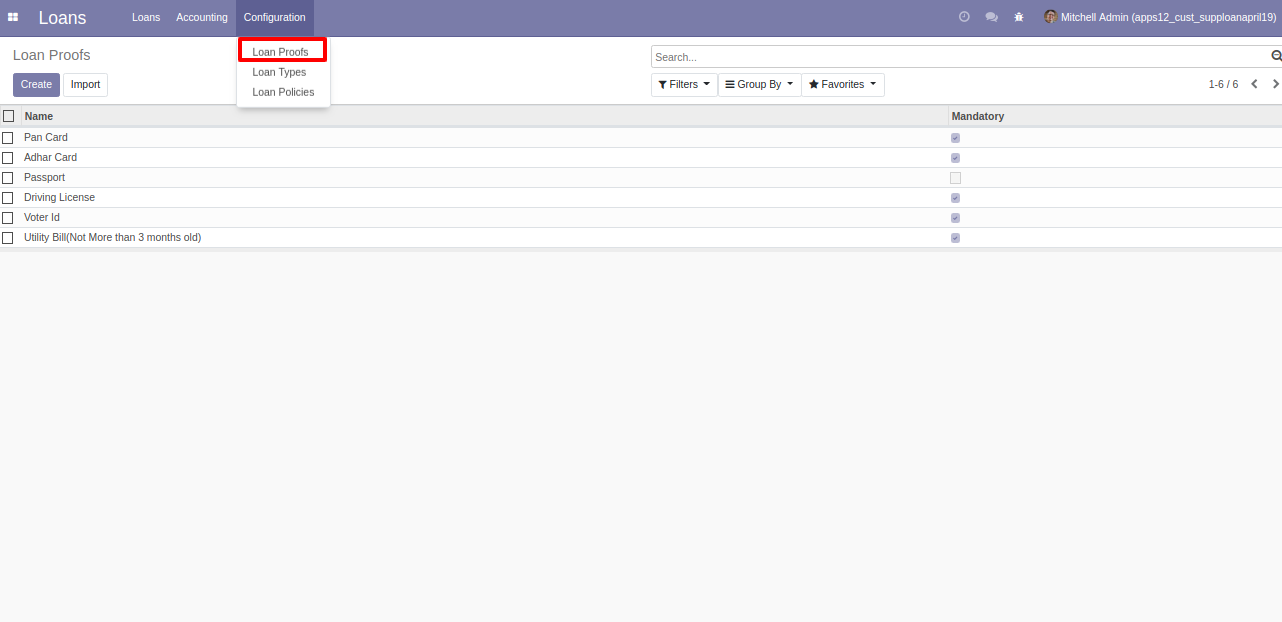 Loans Loans Accounting Configuration Mitchell Admin (apps12_cust_supploanapril19)
Loan Proofs
Loan Proofs
Loan Types
Loan Policies
Search...
Create Import
Filters Group By Favorites 1-6 / 6
Name Mandatory
Pan Card
Adhar Card
Passport
Driving License
Voter Id
Utility Bill(Not More than 3 months old)